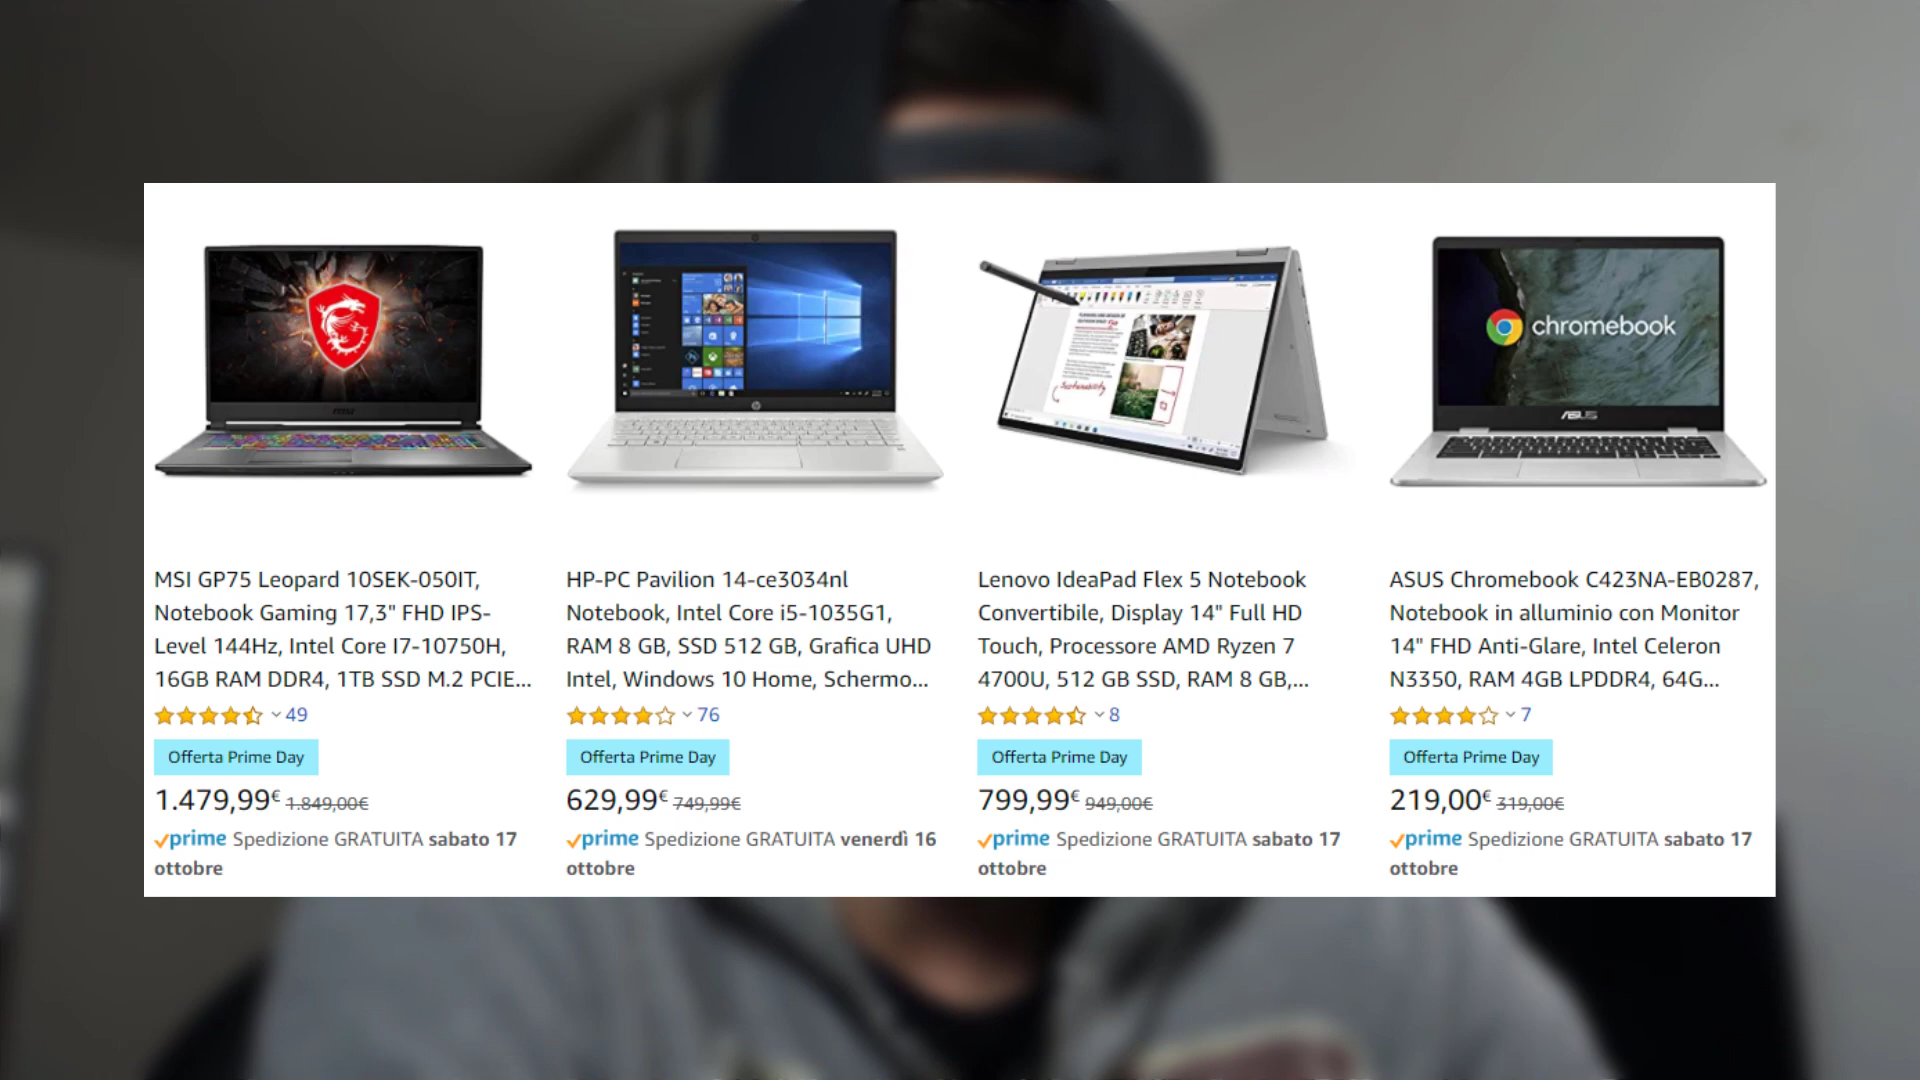 msi
chromebook
ASUS
MSI GP75 Leopard 10SEK-050IT,
Notebook Gaming 17,3" FHD IPS-
Level 144Hz, Intel Core I7-10750H,
16GB RAM DDR4, 1TB SSD M.2 PCIE...
49
Offerta Prime Day
1.479,99€ 1.849,00€
prime Spedizione GRATUITA sabato 17
ottobre
HP-PC Pavilion 14-ce3034nl
Notebook, Intel Core i5-1035G1,
RAM 8 GB, SSD 512 GB, Grafica UHD
Intel, Windows 10 Home, Schermo...
76
Offerta Prime Day
629,99€ 749,99€
prime Spedizione GRATUITA venerdì 16
ottobre
Lenovo IdeaPad Flex 5 Notebook
Convertibile, Display 14" Full HD
Touch, Processore AMD Ryzen 7
4700U, 512 GB SSD, RAM 8 GB,...
8
Offerta Prime Day
799,99€ 949,00€
prime Spedizione GRATUITA sabato 17
ottobre
ASUS Chromebook C423NA-EB0287,
Notebook in alluminio con Monitor
14" FHD Anti-Glare, Intel Celeron
N3350, RAM 4GB LPDDR4, 64G...
7
Offerta Prime Day
219,00€ 319,00€
prime Spedizione GRATUITA sabato 17
ottobre